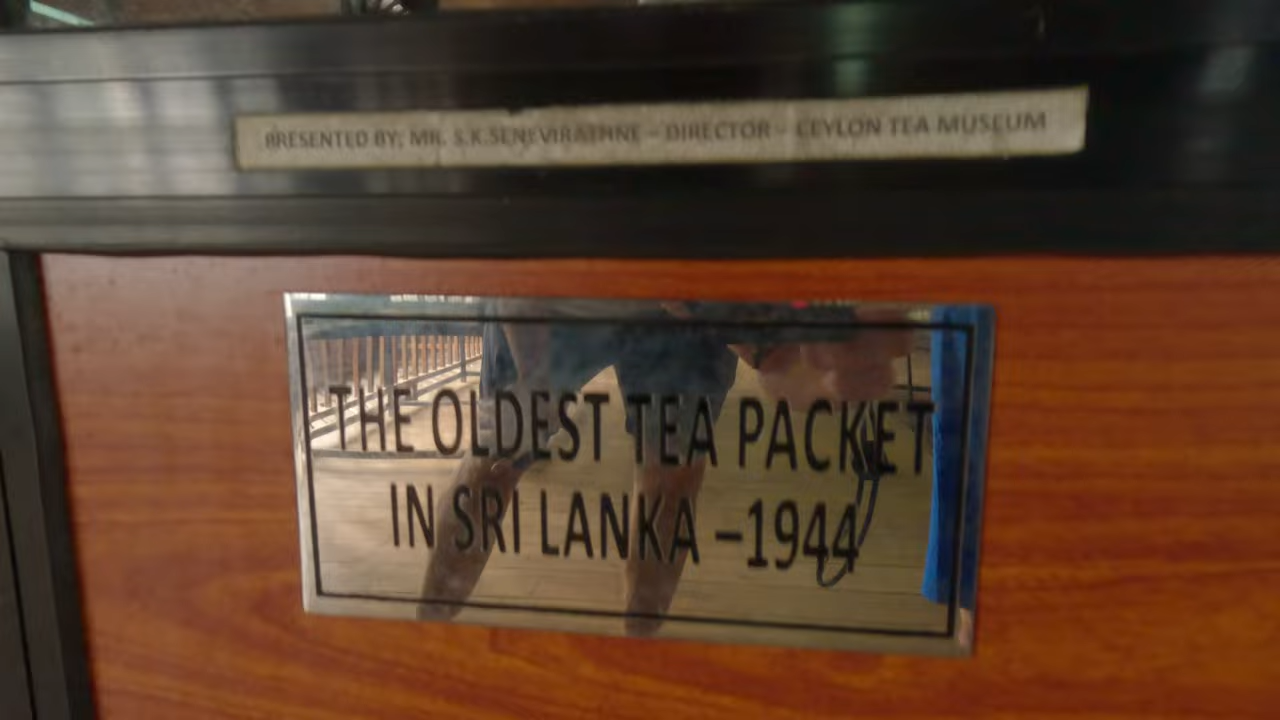 PRESENTED BY; MR. S.K.SENEVIRATHNE – DIRECTOR – CEYLON TEA MUSEUM
THE OLDEST TEA PACKET
IN SRI LANKA –1944